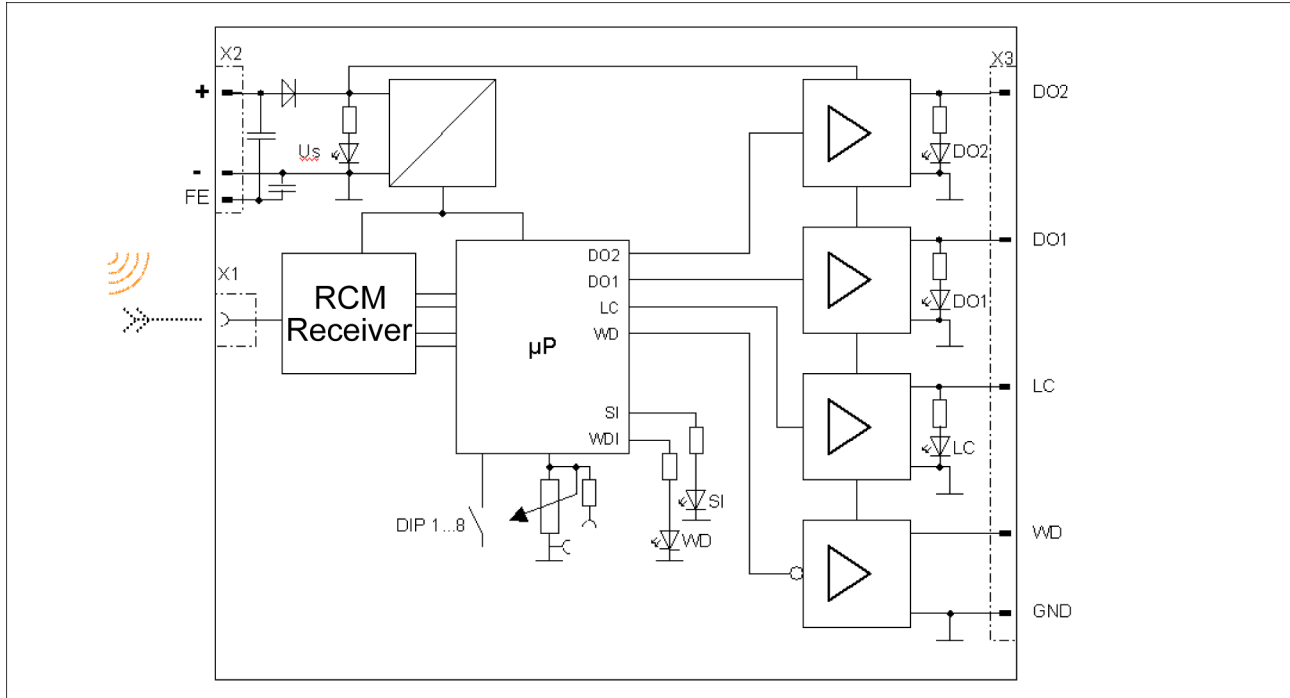 X2
X3
+
DO2
Us
DO2
-
FE
DO1
DO2
X1
DO1
RCM
Receiver
LC
DO1
WD
µP
LC
SI
WDI
LC
SI
DIP 1...8
WD
WD
GND